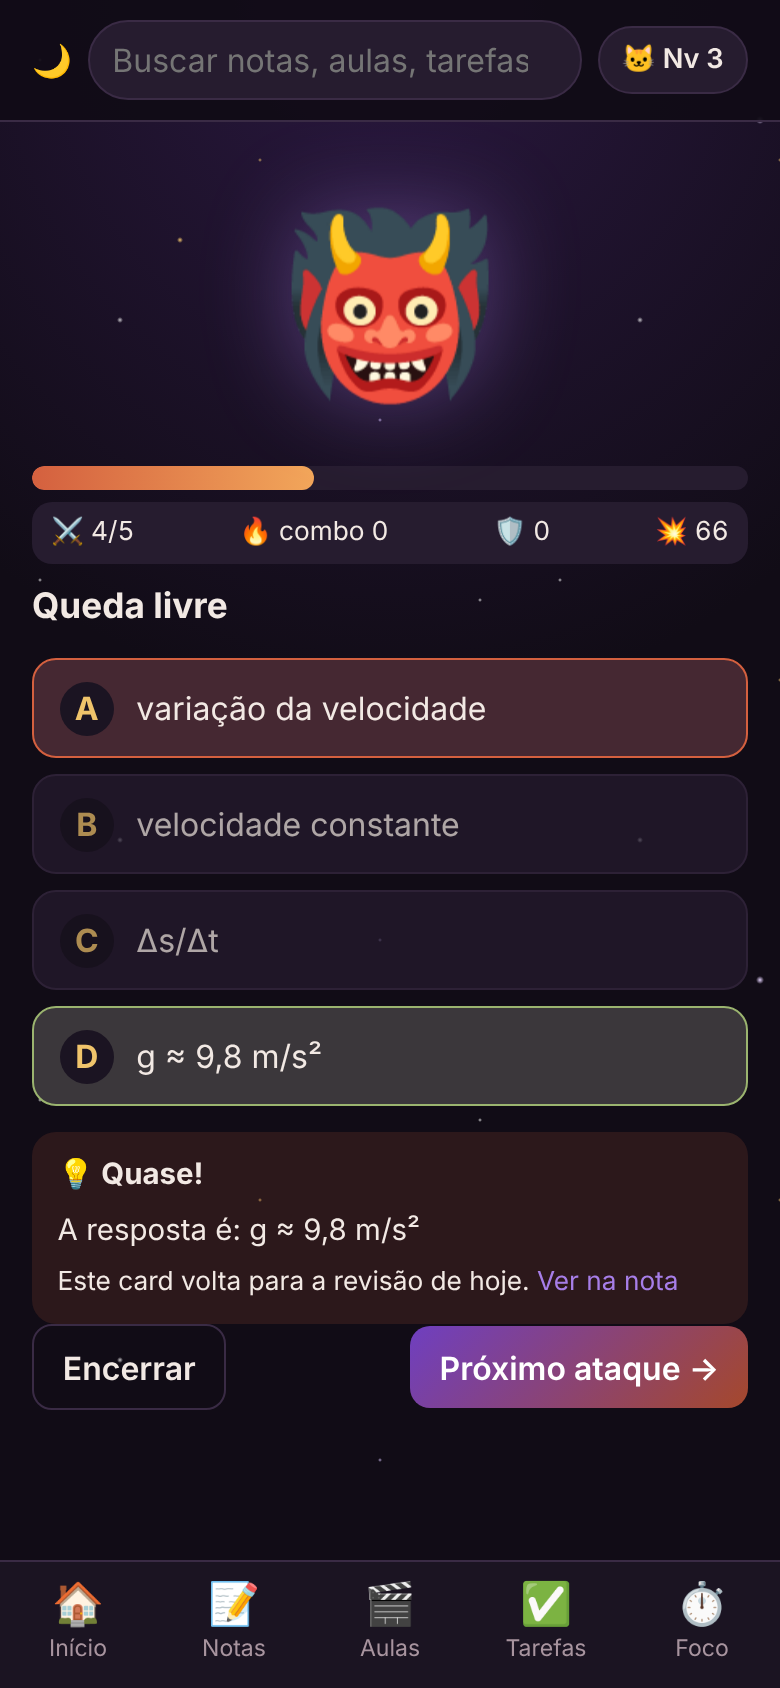 Buscar notas, aulas, tarefas
Nv 3
4/5
combo 0
0
66
Queda livre
A variação da velocidade
B velocidade constante
C Δs/Δt
D g ≈ 9,8 m/s²
Quase!
A resposta é: g ≈ 9,8 m/s²
Este card volta para a revisão de hoje. Ver na nota
Encerrar
Próximo ataque →
Início
Notas
Aulas
Tarefas
Foco